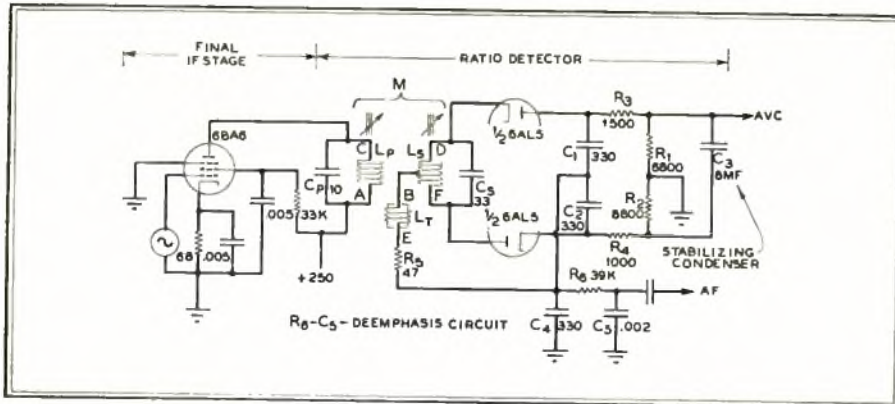 FINAL
IF STAGE
RATIO DETECTOR
M
6BA6
C
LP
LS
D
1/2 6AL5
R3
1500
AVC
C1
330
R1
6800
C3
8MF
CP 10
A
B
F
CS
33
.005
33K
LT
E
C2
330
R2
6800
1/2 6AL5
R4
1000
STABILIZING
CONDENSER
68
.005
+250
R5
47
R6 39K
AF
R6-C5-DEEMPHASIS CIRCUIT
C4
330
C5
.002